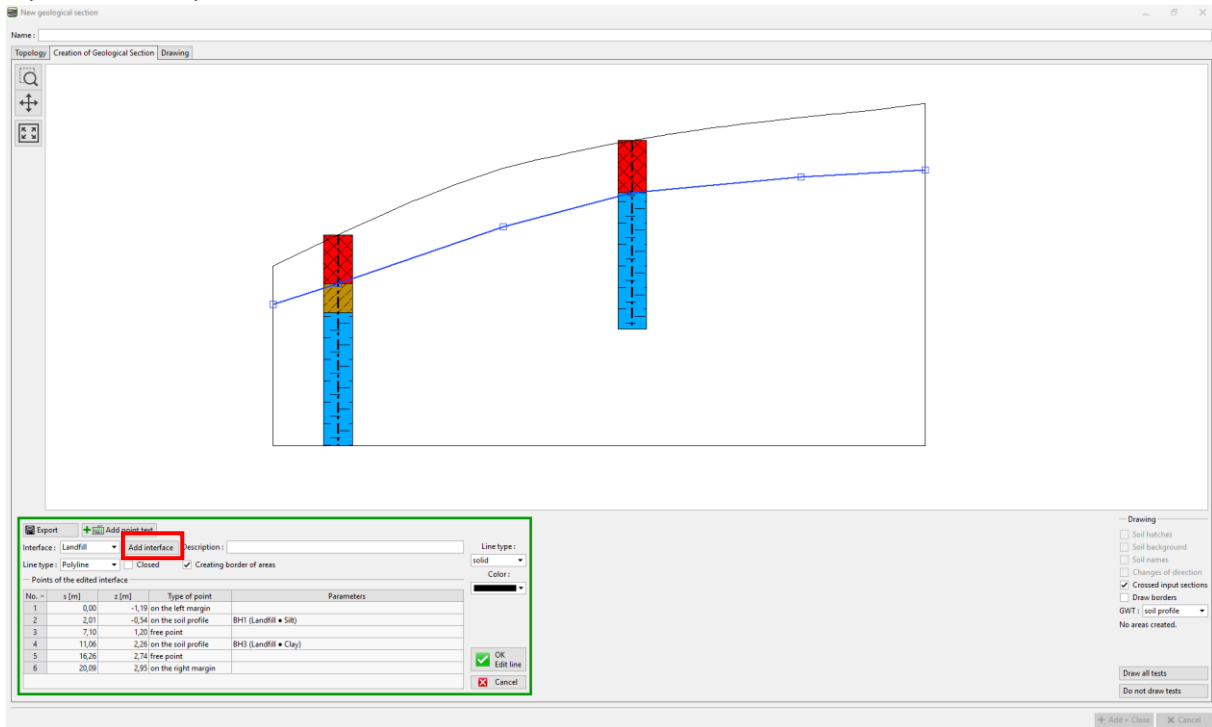 New geological section
Name :
Topology Creation of Geological Section Drawing
Export Add point text
Interface : Landfill Add interface Description :
Line type : Polyline Closed Creating border of areas
Points of the edited interface
No. s [m] z [m] Type of point Parameters
1 0,00 -1,19 on the left margin
2 2,01 -0,54 on the soil profile BH1 (Landfill ● Silt)
3 7,10 1,20 free point
4 11,06 2,26 on the soil profile BH3 (Landfill ● Clay)
5 16,26 2,74 free point
6 20,09 2,95 on the right margin
Line type :
solid
Color :
OK
Edit line
Cancel
Drawing
Soil hatches
Soil background
Soil names
Changes of direction
Crossed input sections
Draw borders
GWT : soil profile
No areas created.
Draw all tests
Do not draw tests
Add + Close Cancel